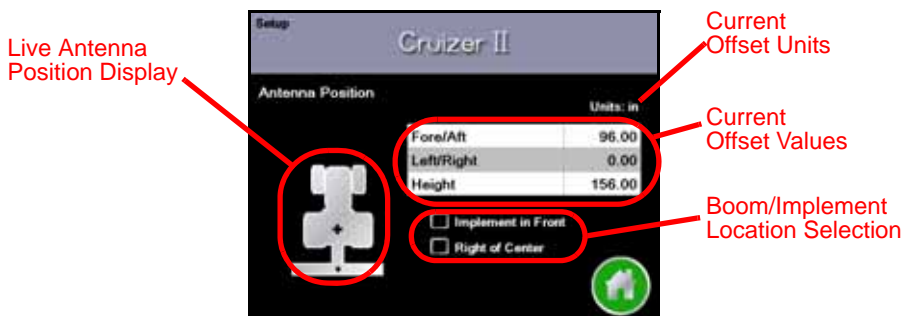 Setup
Cruizer II
Current
Offset Units
Live Antenna
Position Display
Antenna Position
Units: in
Fore/Aft 96.00
Left/Right 0.00
Height 156.00
Current
Offset Values
Implement in Front
Right of Center
Boom/Implement
Location Selection